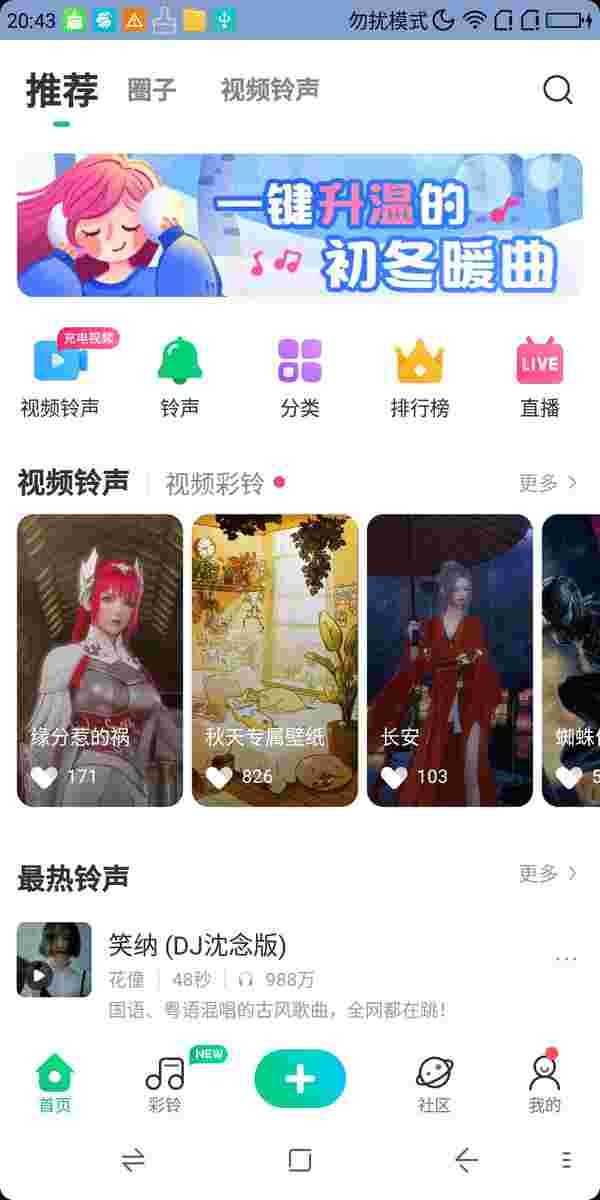 20:43 勿扰模式
推荐 圈子 视频铃声
一键升温的
初冬暖曲
充电视频
LIVE
视频铃声 铃声 分类 排行榜 直播
视频铃声 视频彩铃 更多
缘分惹的祸 秋天专属壁纸 长安 蜘蛛
171 826 103 5
最热铃声 更多
笑纳 (DJ沈念版)
花僮 48秒 988万
国语、粤语混唱的古风歌曲，全网都在跳！
NEW
首页 彩铃 社区 我的